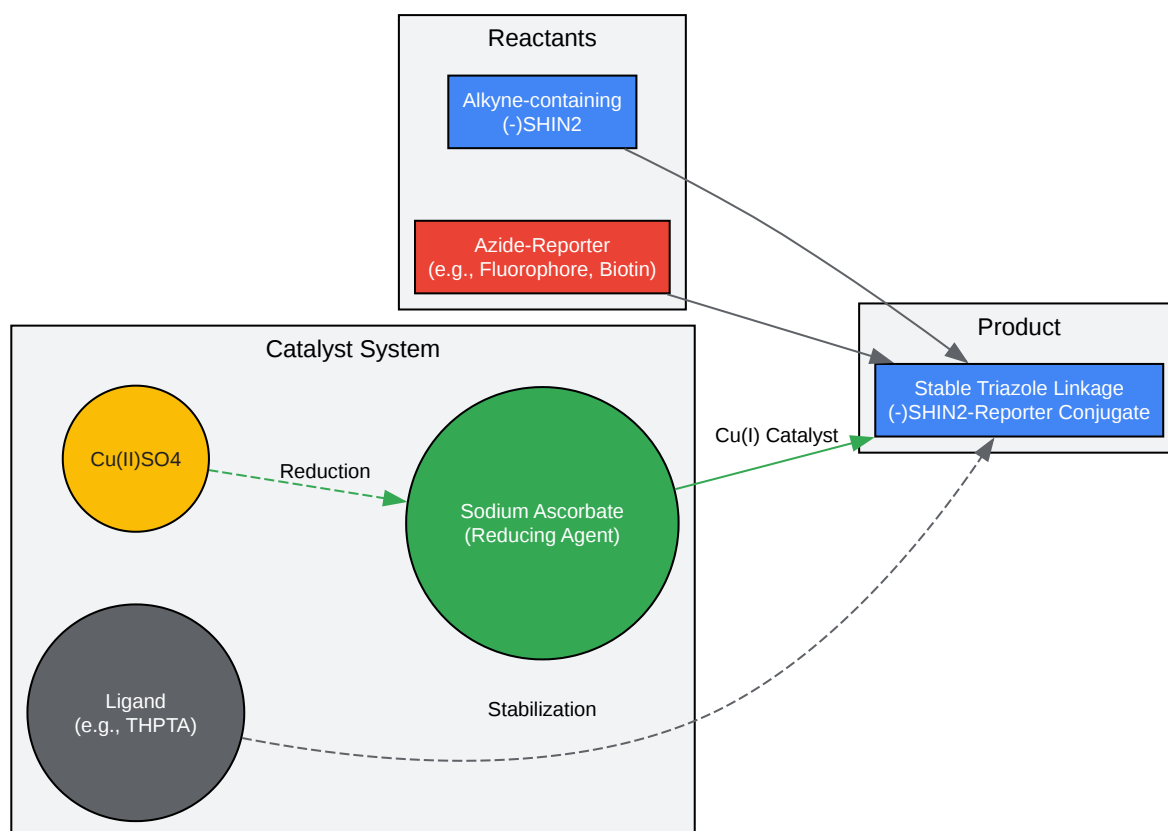 Reactants
Alkyne-containing
(-)SHIN2
Azide-Reporter
(e.g., Fluorophore, Biotin)
Product
Stable Triazole Linkage
(-)SHIN2-Reporter Conjugate
Catalyst System
Cu(II)SO4
Reduction
Sodium Ascorbate
(Reducing Agent)
Cu(I) Catalyst
Ligand
(e.g., THPTA)
Stabilization